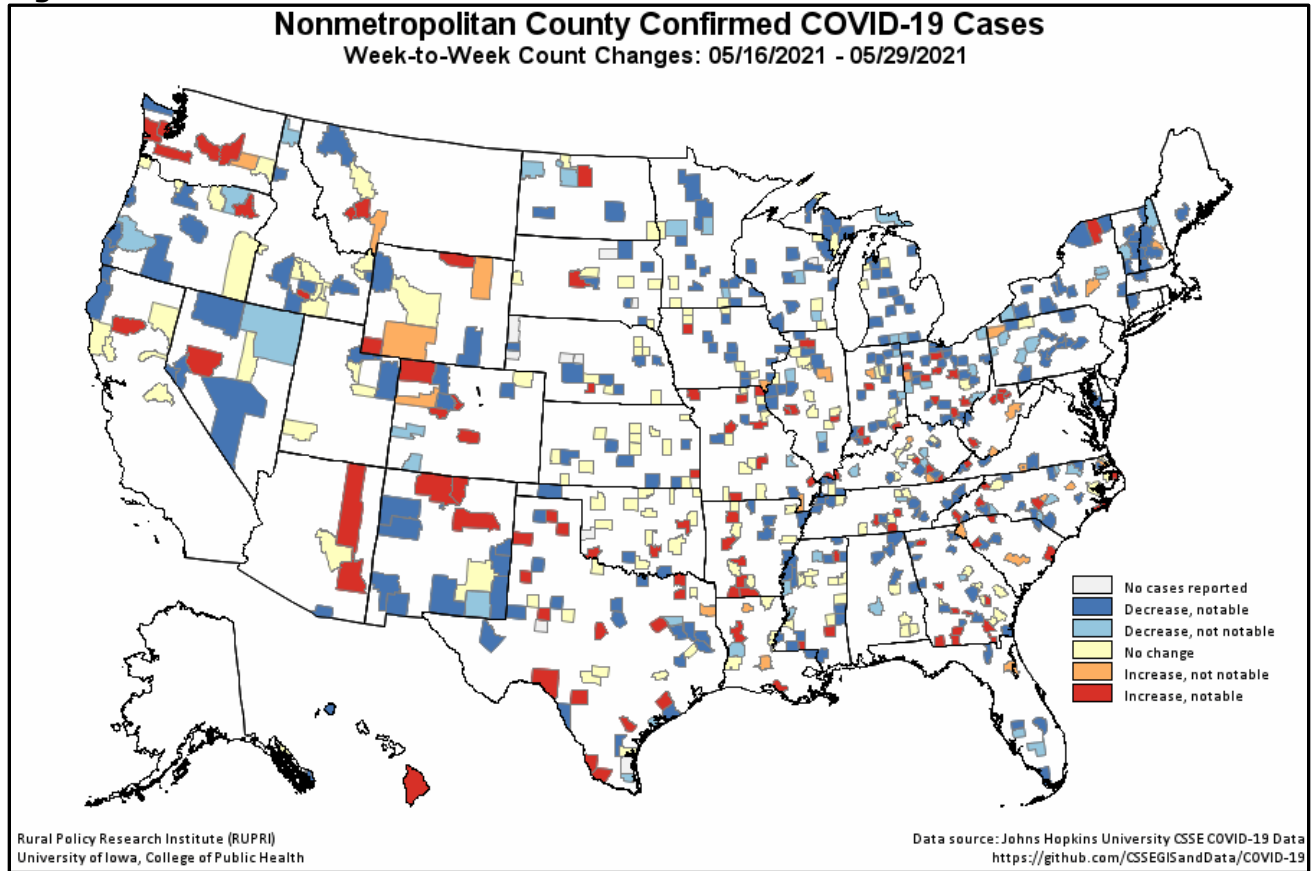 Nonmetropolitan County Confirmed COVID-19 Cases
Week-to-Week Count Changes: 05/16/2021 - 05/29/2021
No cases reported
Decrease, notable
Decrease, not notable
No change
Increase, not notable
Increase, notable
Rural Policy Research Institute (RUPRI)
University of Iowa, College of Public Health
Data source: Johns Hopkins University CSSE COVID-19 Data
https://github.com/CSSEGISandData/COVID-19